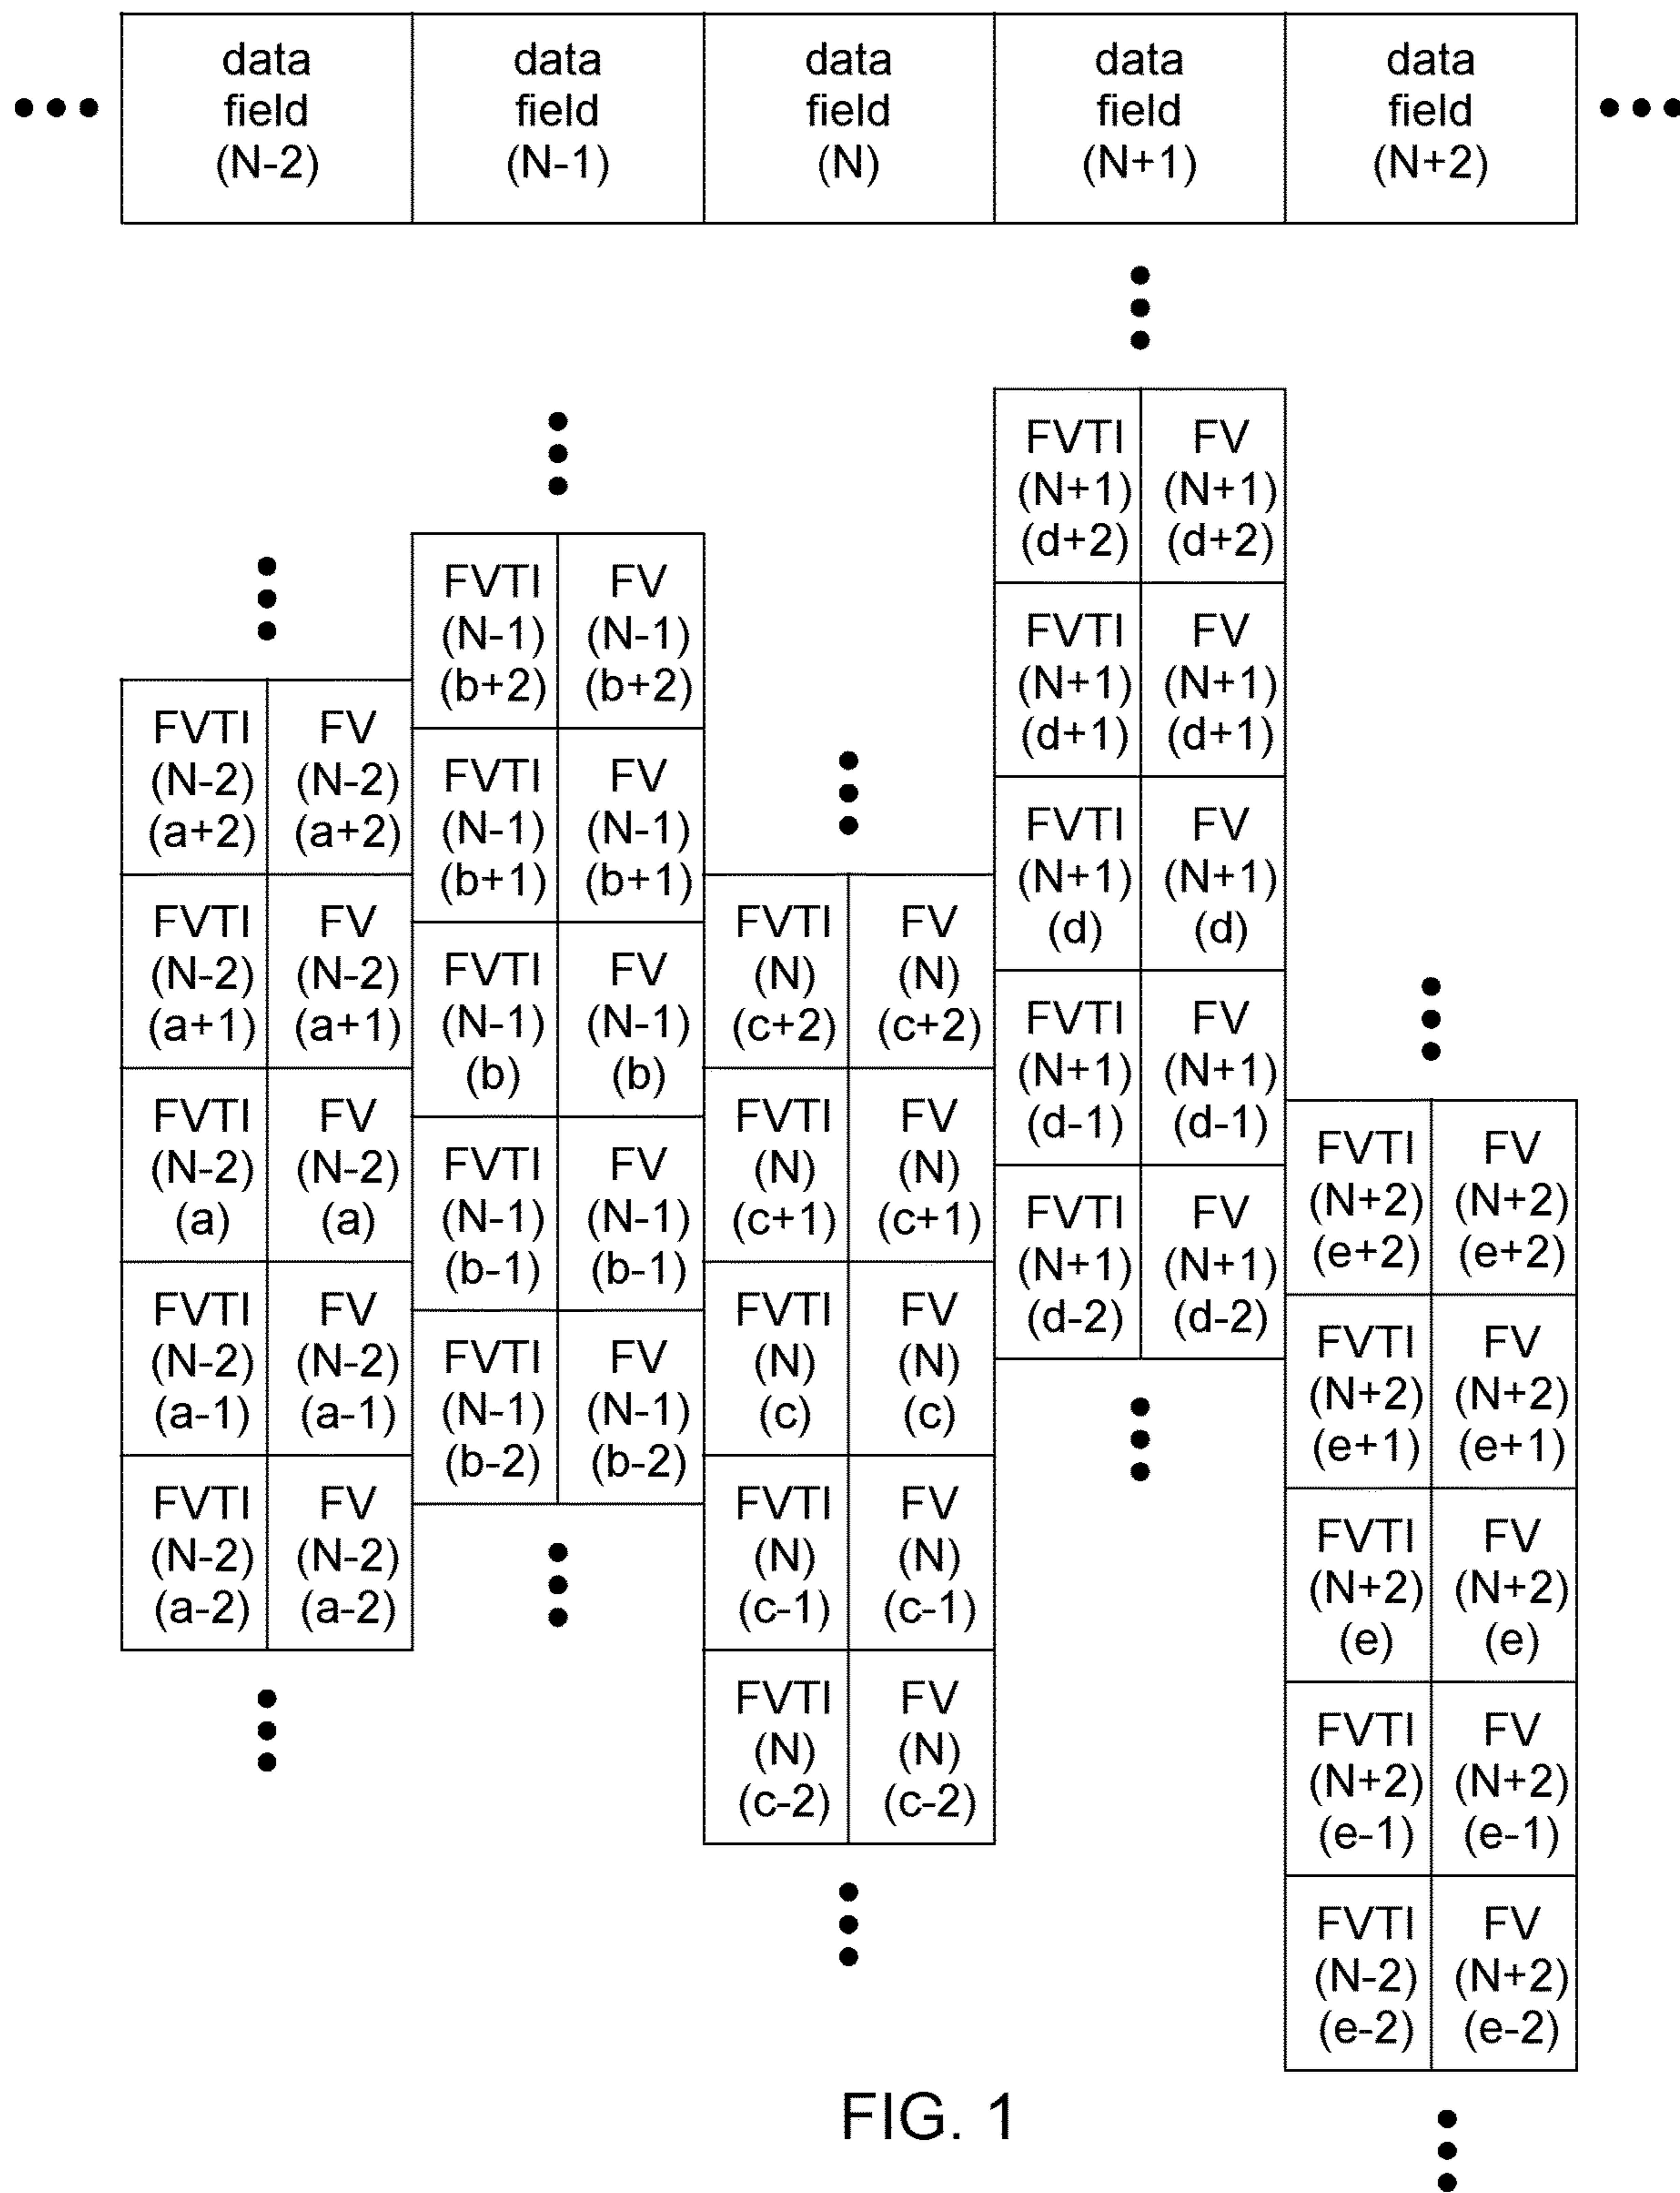 data
field
(N-2)
data
field
(N-1)
data
field
(N)
data
field
(N+1)
data
field
(N+2)
FVTI
(N-2)
(a+2)
FV
(N-2)
(a+2)
FVTI
(N-2)
(a+1)
FV
(N-2)
(a+1)
FVTI
(N-2)
(a)
FV
(N-2)
(a)
FVTI
(N-2)
(a-1)
FV
(N-2)
(a-1)
FVTI
(N-2)
(a-2)
FV
(N-2)
(a-2)
FVTI
(N-1)
(b+2)
FV
(N-1)
(b+2)
FVTI
(N-1)
(b+1)
FV
(N-1)
(b+1)
FVTI
(N-1)
(b)
FV
(N-1)
(b)
FVTI
(N-1)
(b-1)
FV
(N-1)
(b-1)
FVTI
(N-1)
(b-2)
FV
(N-1)
(b-2)
FVTI
(N)
(c+2)
FV
(N)
(c+2)
FVTI
(N)
(c+1)
FV
(N)
(c+1)
FVTI
(N)
(c)
FV
(N)
(c)
FVTI
(N)
(c-1)
FV
(N)
(c-1)
FVTI
(N)
(c-2)
FV
(N)
(c-2)
FVTI
(N+1)
(d+2)
FV
(N+1)
(d+2)
FVTI
(N+1)
(d+1)
FV
(N+1)
(d+1)
FVTI
(N+1)
(d)
FV
(N+1)
(d)
FVTI
(N+1)
(d-1)
FV
(N+1)
(d-1)
FVTI
(N+1)
(d-2)
FV
(N+1)
(d-2)
FVTI
(N+2)
(e+2)
FV
(N+2)
(e+2)
FVTI
(N+2)
(e+1)
FV
(N+2)
(e+1)
FVTI
(N+2)
(e)
FV
(N+2)
(e)
FVTI
(N+2)
(e-1)
FV
(N+2)
(e-1)
FVTI
(N-2)
(e-2)
FV
(N+2)
(e-2)
FIG. 1